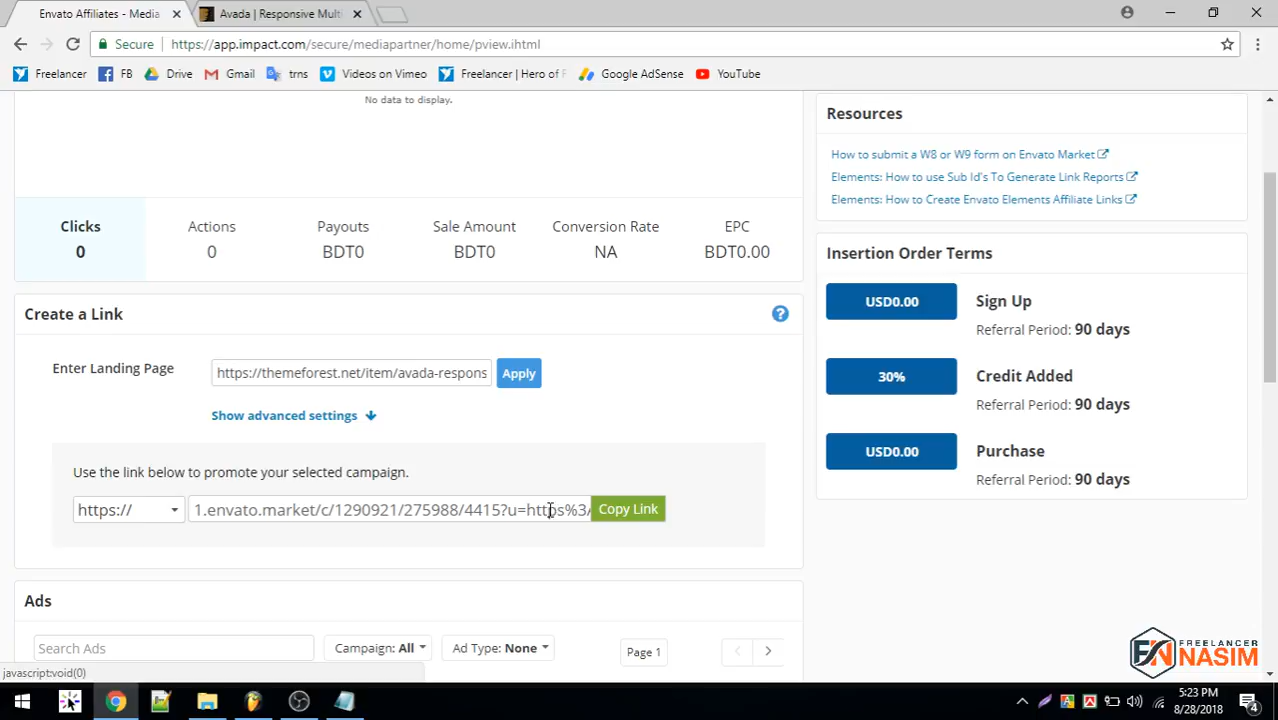 Envato Affiliates - Media
Avada | Responsive Multi
Secure
https://app.impact.com/secure/mediapartner/home/pview.ihtml
Freelancer
FB
Drive
Gmail
trns
Videos on Vimeo
Freelancer | Hero of F
Google AdSense
YouTube
No data to display.
Clicks
0
Actions
0
Payouts
BDT0
Sale Amount
BDT0
Conversion Rate
NA
EPC
BDT0.00
Create a Link
?
Enter Landing Page
https://themeforest.net/item/avada-respons
Apply
Show advanced settings
Use the link below to promote your selected campaign.
https://
1.envato.market/c/1290921/275988/4415?u=https%3/
Copy Link
Ads
Search Ads
Campaign: All
Ad Type: None
Page 1
javascript:void(0)
Resources
How to submit a W8 or W9 form on Envato Market
Elements: How to use Sub Id's To Generate Link Reports
Elements: How to Create Envato Elements Affiliate Links
Insertion Order Terms
USD0.00
Sign Up
Referral Period: 90 days
30%
Credit Added
Referral Period: 90 days
USD0.00
Purchase
Referral Period: 90 days
FREELANCER
NASIM
5:23 PM
8/28/2018
4